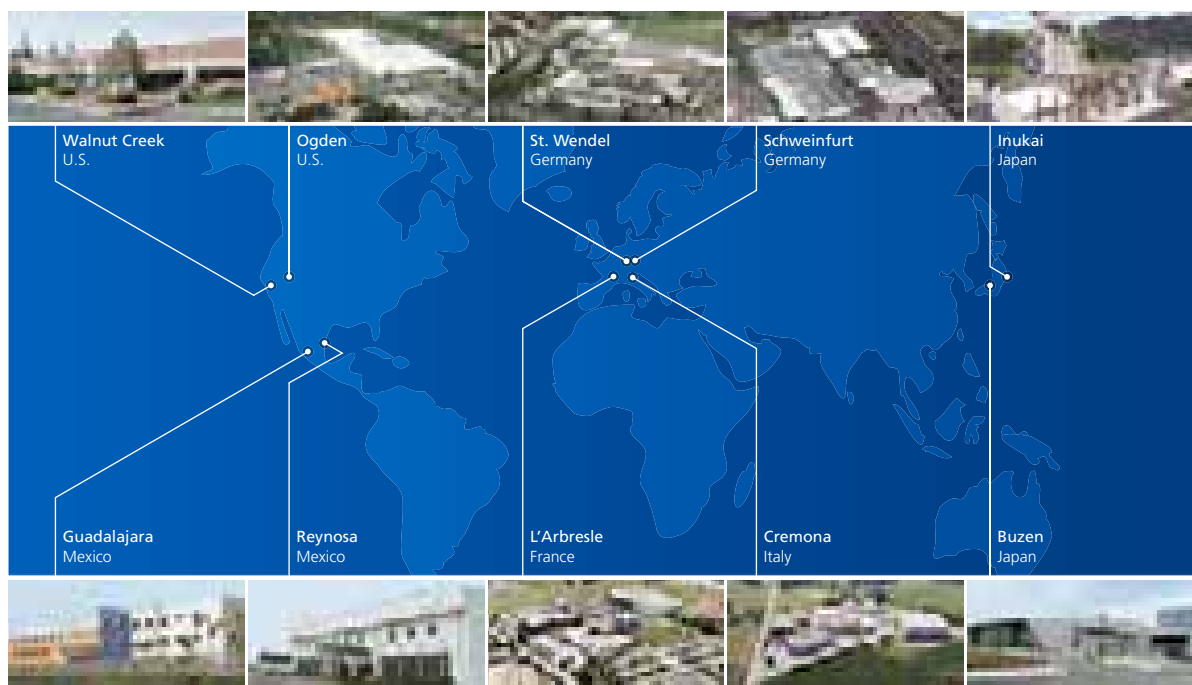 Walnut Creek
U.S.
Ogden
U.S.
St. Wendel
Germany
Schweinfurt
Germany
Inukai
Japan
Guadalajara
Mexico
Reynosa
Mexico
L’Arbresle
France
Cremona
Italy
Buzen
Japan